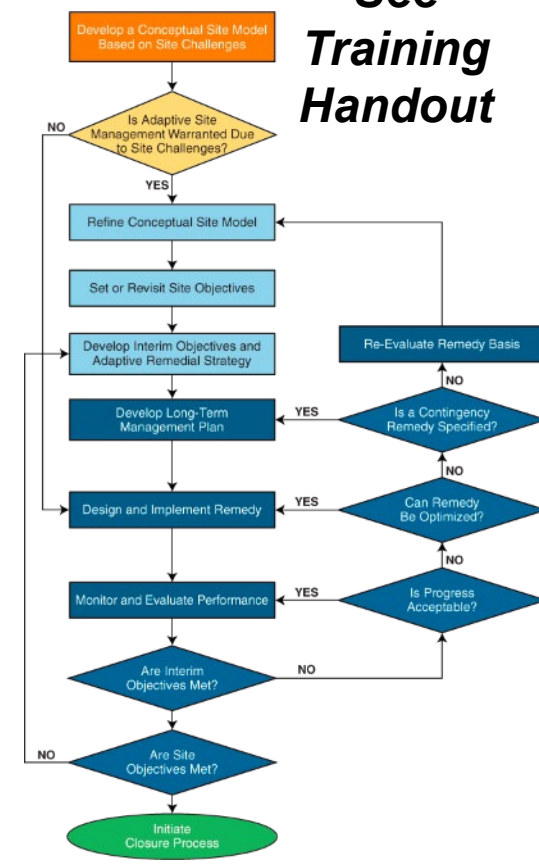 See
Training
Handout
Develop a Conceptual Site Model
Based on Site Challenges
Is Adaptive Site
Management Warranted Due
to Site Challenges?
NO
YES
Refine Conceptual Site Model
Set or Revisit Site Objectives
Develop Interim Objectives and
Adaptive Remedial Strategy
Re-Evaluate Remedy Basis
NO
Develop Long-Term
Management Plan
YES
Is a Contingency
Remedy Specified?
NO
Design and Implement Remedy
YES
Can Remedy
Be Optimized?
NO
Monitor and Evaluate Performance
YES
Is Progress
Acceptable?
Are Interim
Objectives Met?
NO
Are Site
Objectives Met?
NO
Initiate
Closure Process